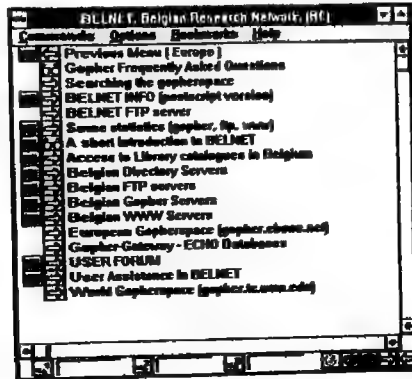 BELNET, Belgian Research Network, (BE)
Commands Options Bookmarks Help
Previous Menu (Europe)
Gopher Frequently Asked Questions
Searching the gopherspace
BELNET INFO (postscript version)
BELNET FTP server
Some statistics (gopher, ftp, www)
A short introduction to BELNET
Access to Library catalogues in Belgium
Belgian Directory Servers
Belgian FTP servers
Belgian Gopher Servers
Belgian WWW Servers
European Gopherspace (gopher.ebone.net)
Gopher-Gateway - ECHO Databases
USER FORUM
User Assistance in BELNET
World Gopherspace (gopher.tc.umn.edu)